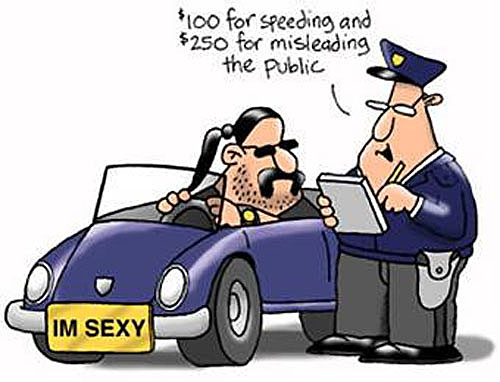 $100 for speeding and
$250 for misleading
the Public
IM SEXY